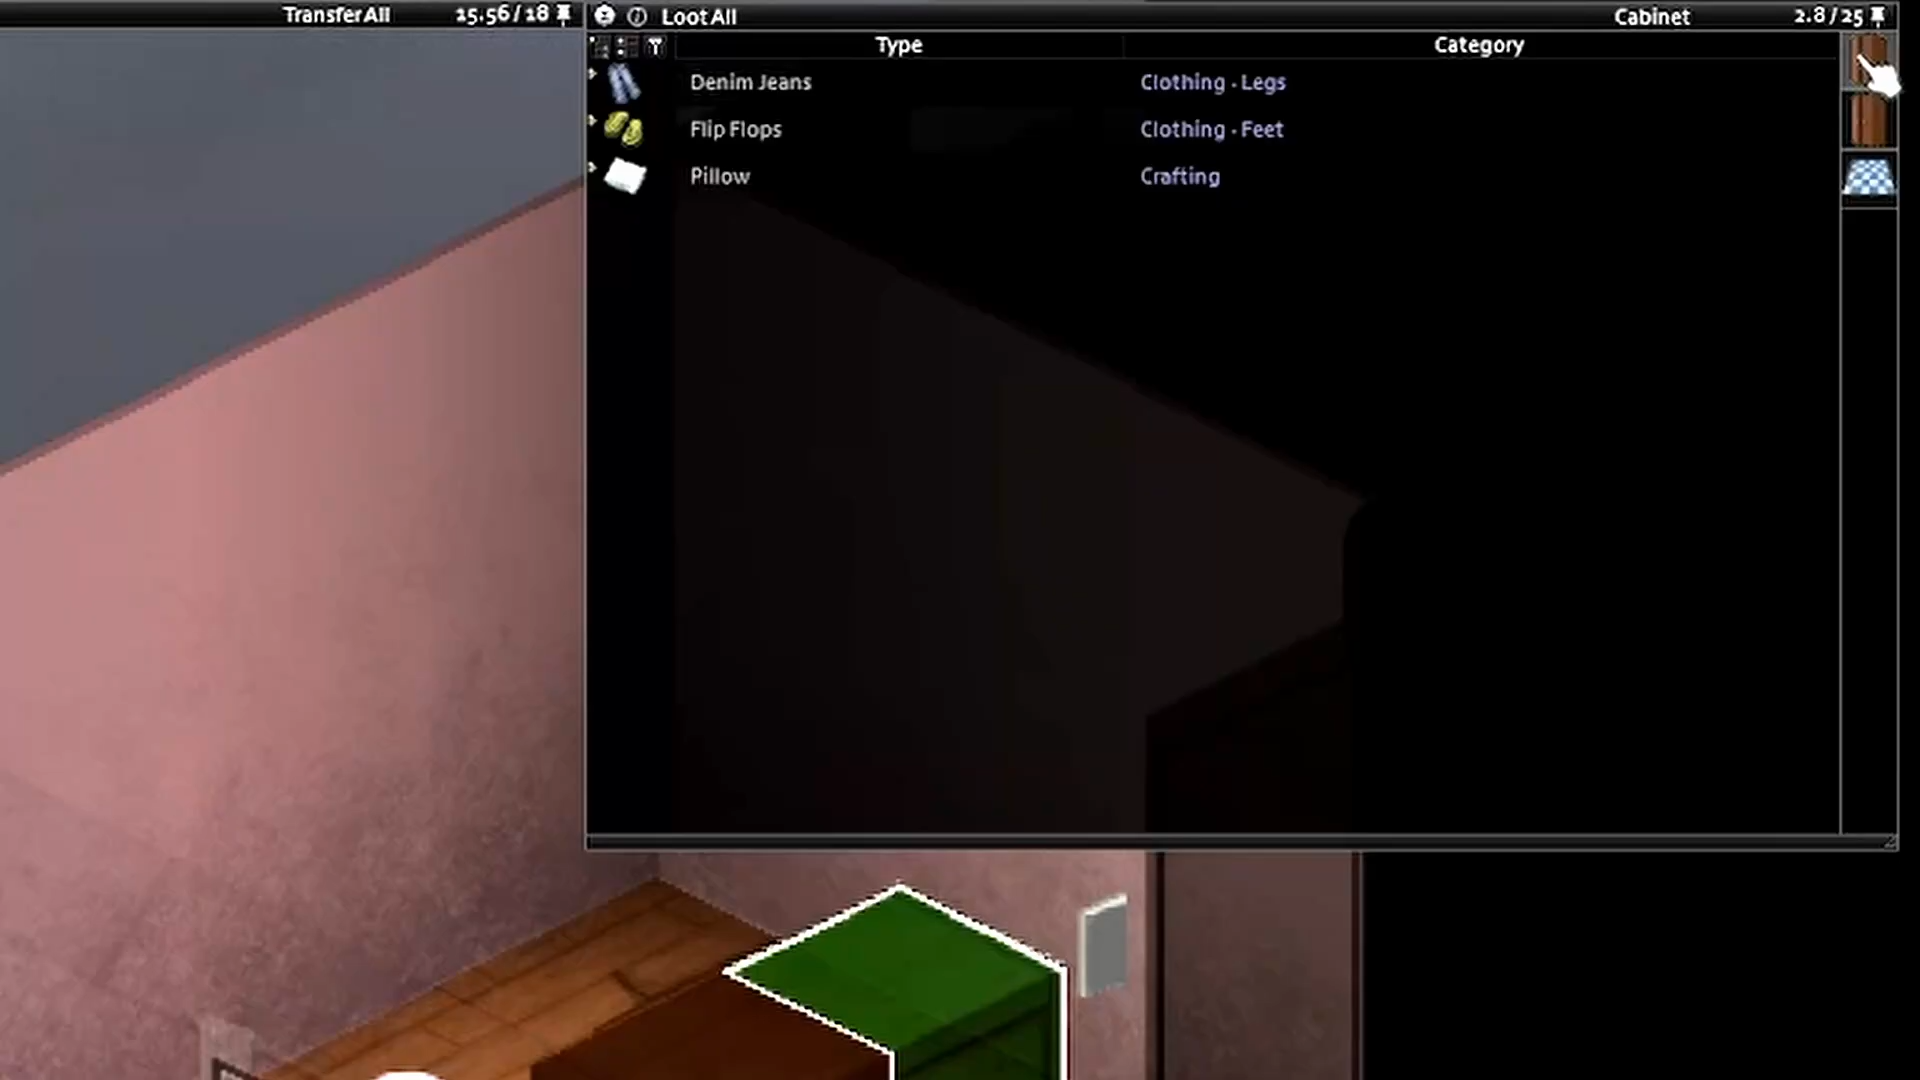 Transfer All 15.56 / 18 Loot All Cabinet 2.8 / 25
Type Category
Denim Jeans Clothing - Legs
Flip Flops Clothing - Feet
Pillow Crafting